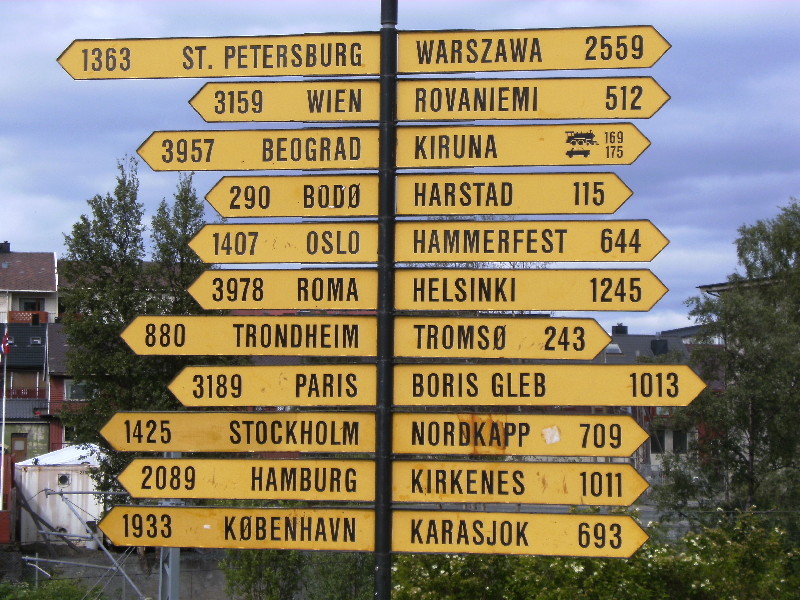 1363 ST. PETERSBURG
WARSZAWA 2559
3159 WIEN
ROVANIEMI 512
3957 BEOGRAD
KIRUNA 169
175
290 BODØ
HARSTAD 115
1407 OSLO
HAMMERFEST 644
3978 ROMA
HELSINKI 1245
880 TRONDHEIM
TROMSØ 243
3189 PARIS
BORIS GLEB 1013
1425 STOCKHOLM
NORDKAPP 709
2089 HAMBURG
KIRKENES 1011
1933 KØBENHAVN
KARASJOK 693